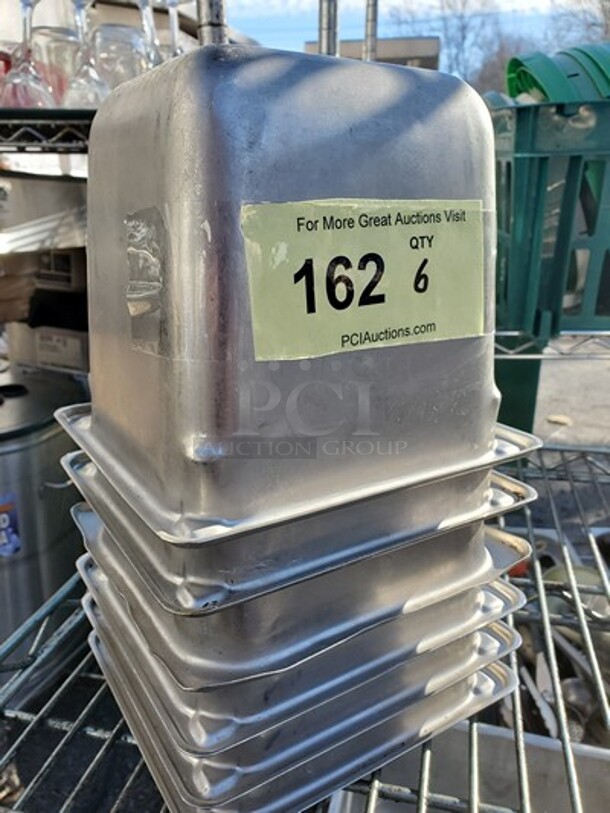 For More Great Auctions Visit
QTY
162 6
PCIAuctions.com
PCI
AUCTION GROUP